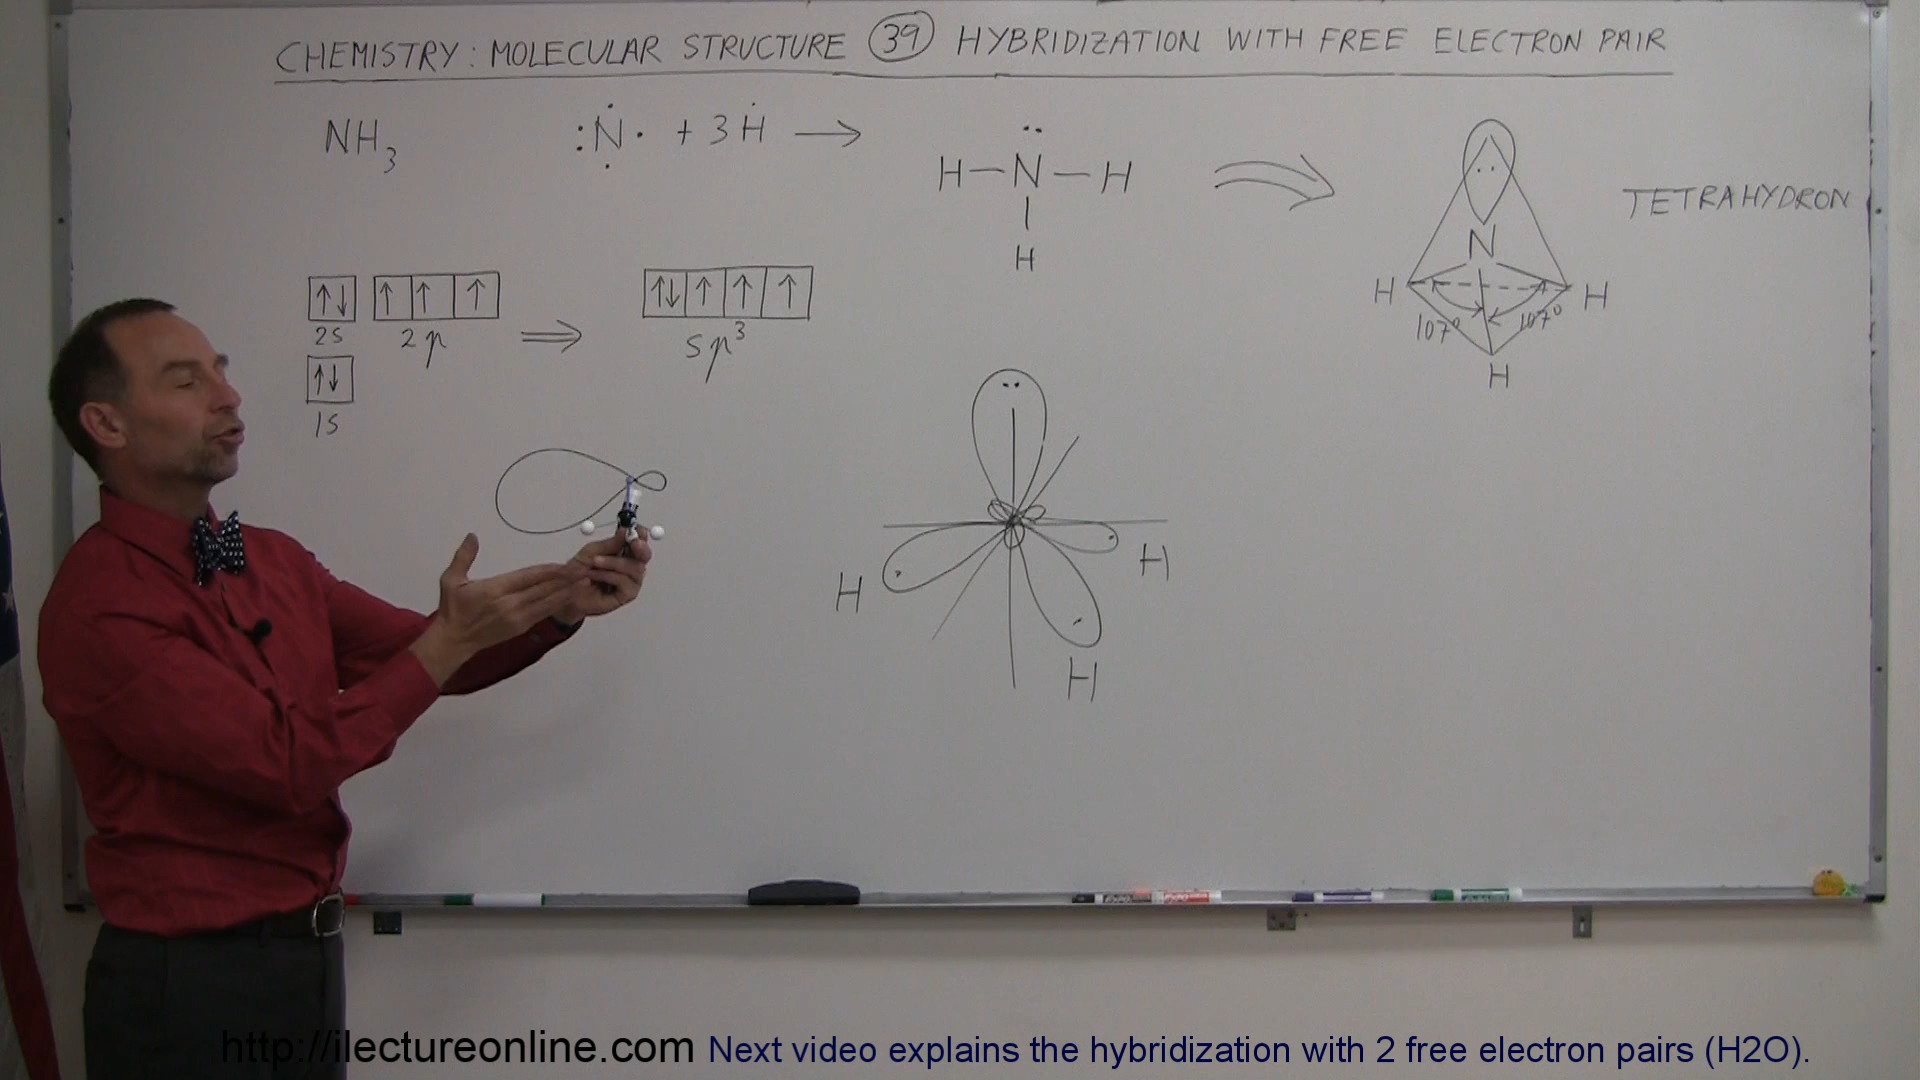 CHEMISTRY: MOLECULAR STRUCTURE 39 HYBRIDIZATION WITH FREE ELECTRON PAIR
NH3
:N· + 3H →
H—N—H
H
N
H
H
107°
107°
H
TETRAHYDRON
↑↓ ↑ ↑ ↑
2s 2p
⇒
↑↓ ↑ ↑ ↑
sp³
↑↓
1s
H
H
H
http://ilectureonline.com Next video explains the hybridization with 2 free electron pairs (H2O).